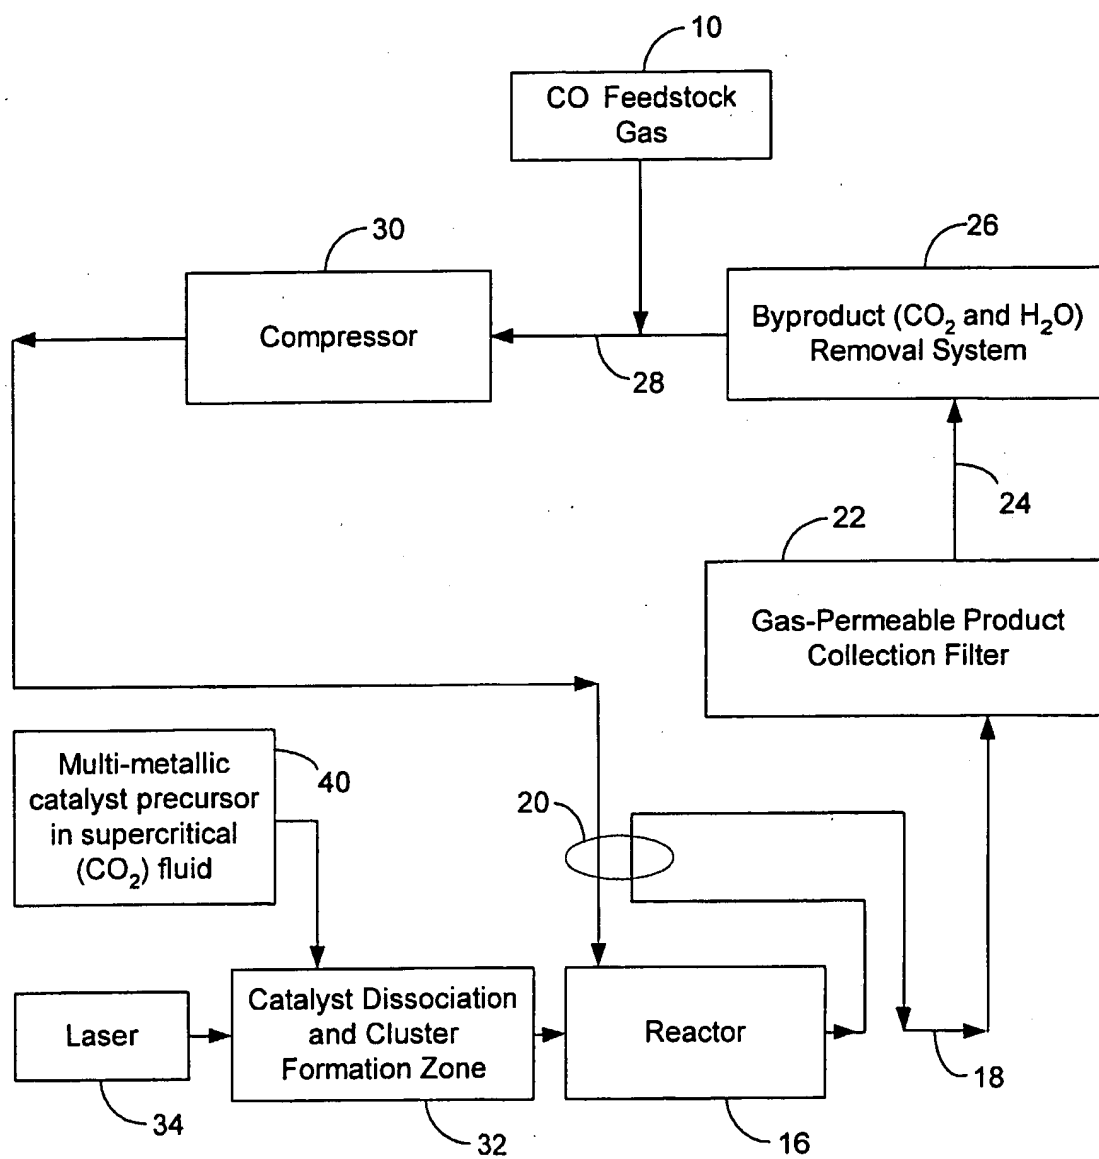 10
CO Feedstock
Gas
30
26
Compressor
Byproduct (CO₂ and H₂O)
Removal System
28
24
22
Gas-Permeable Product
Collection Filter
Multi-metallic
catalyst precursor
in supercritical
(CO₂) fluid
40
20
Laser
Catalyst Dissociation
and Cluster
Formation Zone
Reactor
18
34
32
16